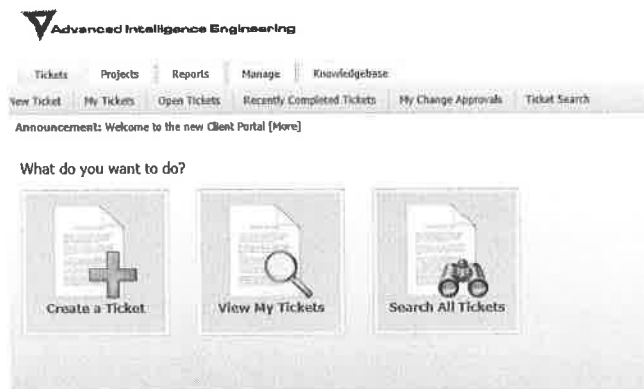 Advanced Intelligence Engineering
Tickets Projects Reports Manage Knowledgebase
New Ticket My Tickets Open Tickets Recently Completed Tickets My Change Approvals Ticket Search
Announcement: Welcome to the new Client Portal [More]
What do you want to do?
Create a Ticket View My Tickets Search All Tickets